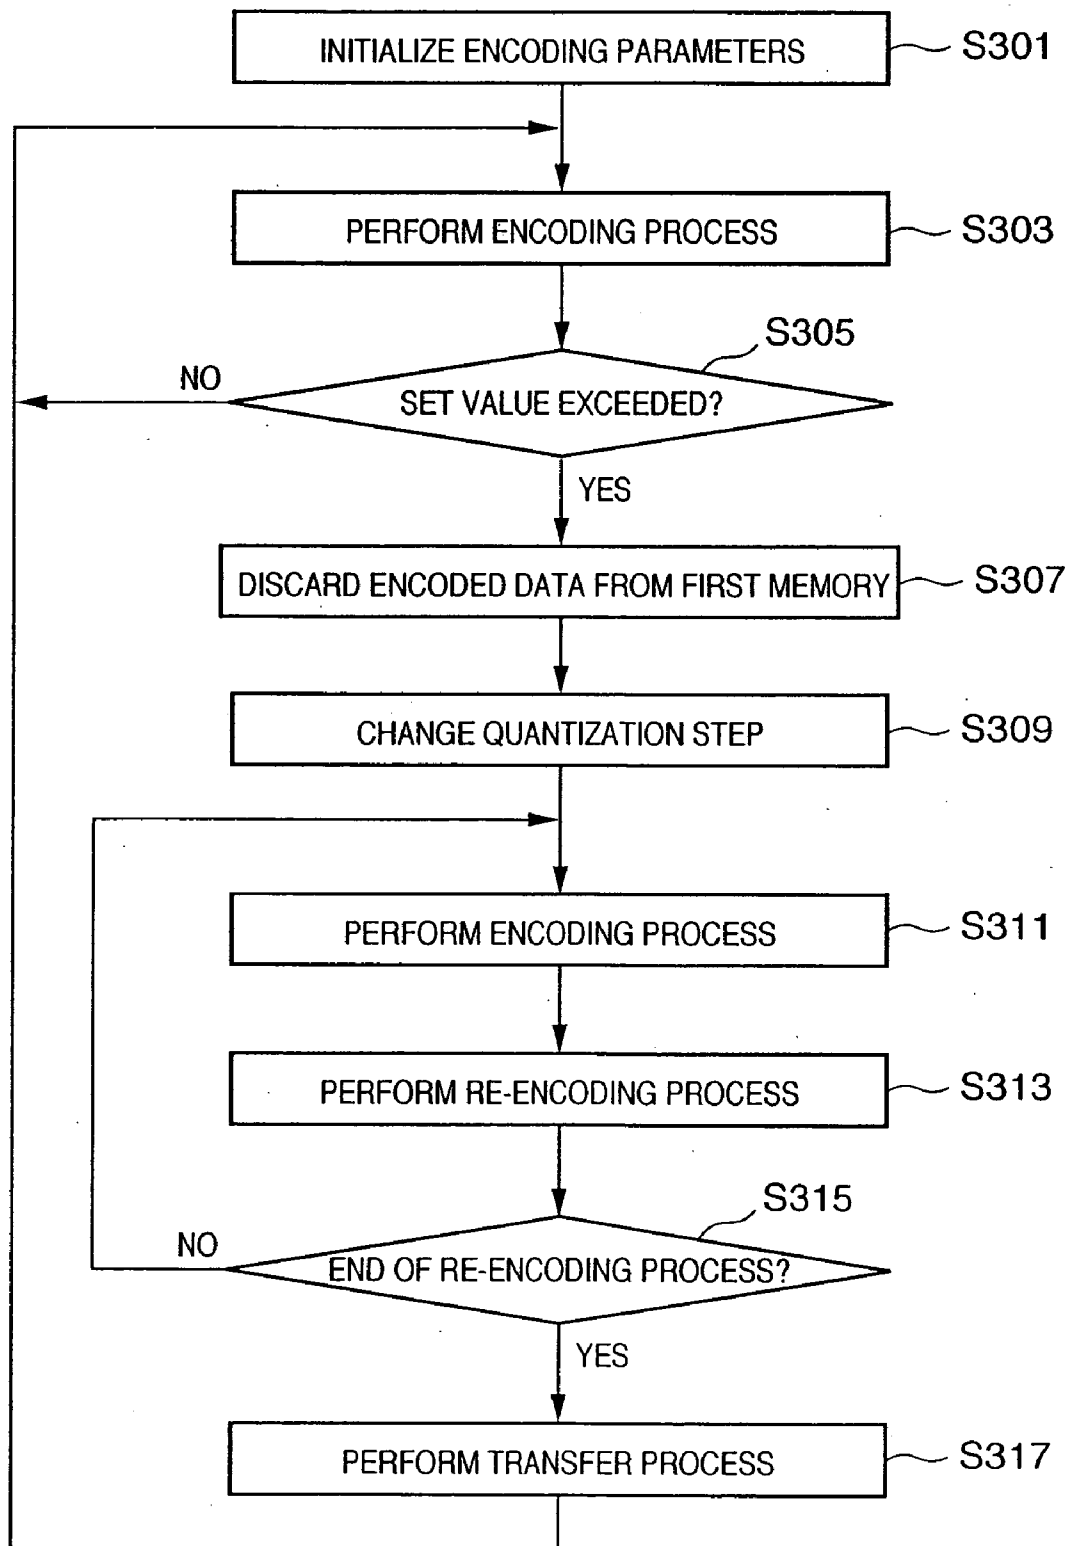 INITIALIZE ENCODING PARAMETERS
S301
PERFORM ENCODING PROCESS
S303
S305
NO
SET VALUE EXCEEDED?
YES
DISCARD ENCODED DATA FROM FIRST MEMORY
S307
CHANGE QUANTIZATION STEP
S309
PERFORM ENCODING PROCESS
S311
PERFORM RE-ENCODING PROCESS
S313
S315
NO
END OF RE-ENCODING PROCESS?
YES
PERFORM TRANSFER PROCESS
S317